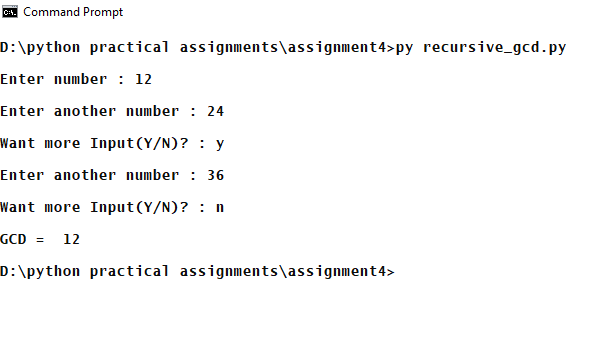 Command Prompt
D:\python practical assignments\assignment4>py recursive_gcd.py
Enter number : 12
Enter another number : 24
Want more Input(Y/N)? : y
Enter another number : 36
Want more Input(Y/N)? : n
GCD =  12
D:\python practical assignments\assignment4>